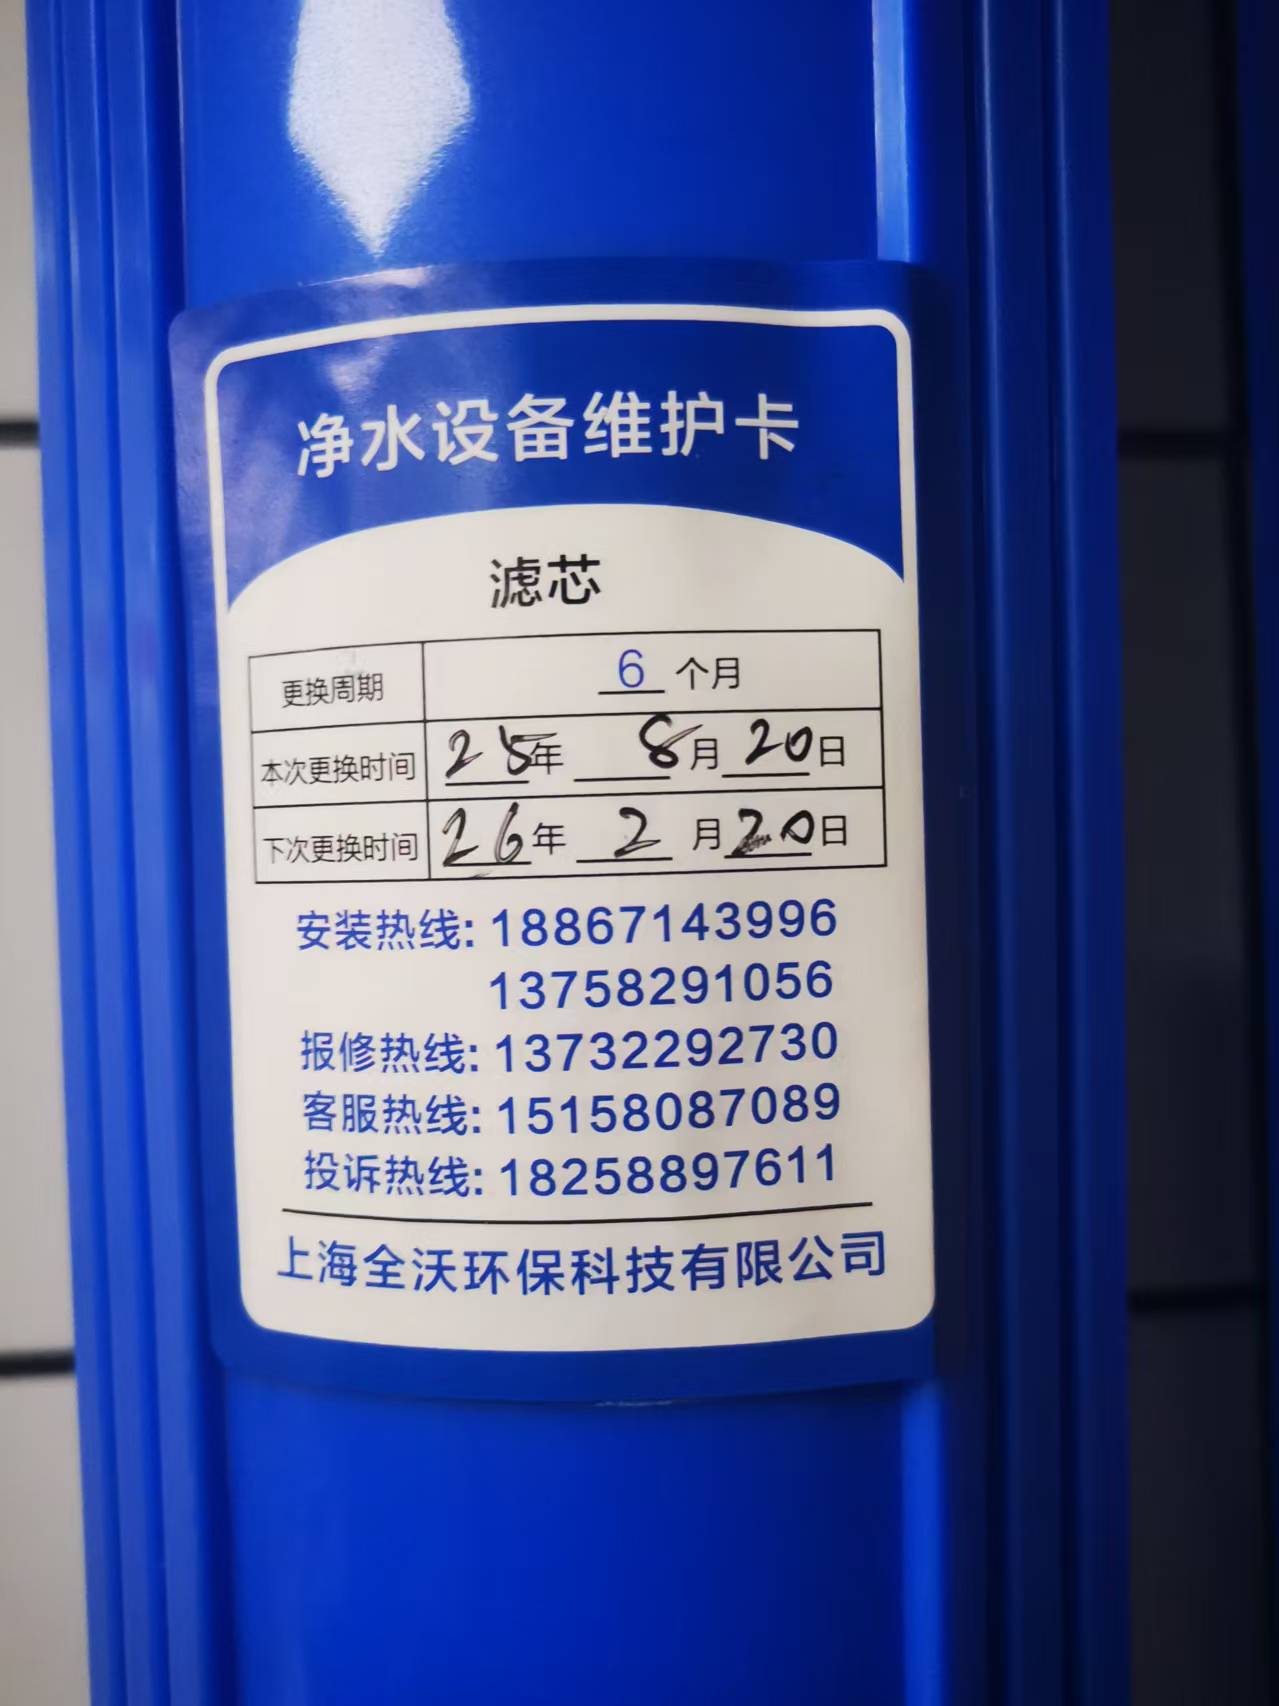 净水设备维护卡
滤芯
更换周期 6 个月
本次更换时间 25年 8月20日
下次更换时间 26年 2月20日
安装热线: 18867143996
13758291056
报修热线: 13732292730
客服热线: 15158087089
投诉热线: 18258897611
上海全沃环保科技有限公司